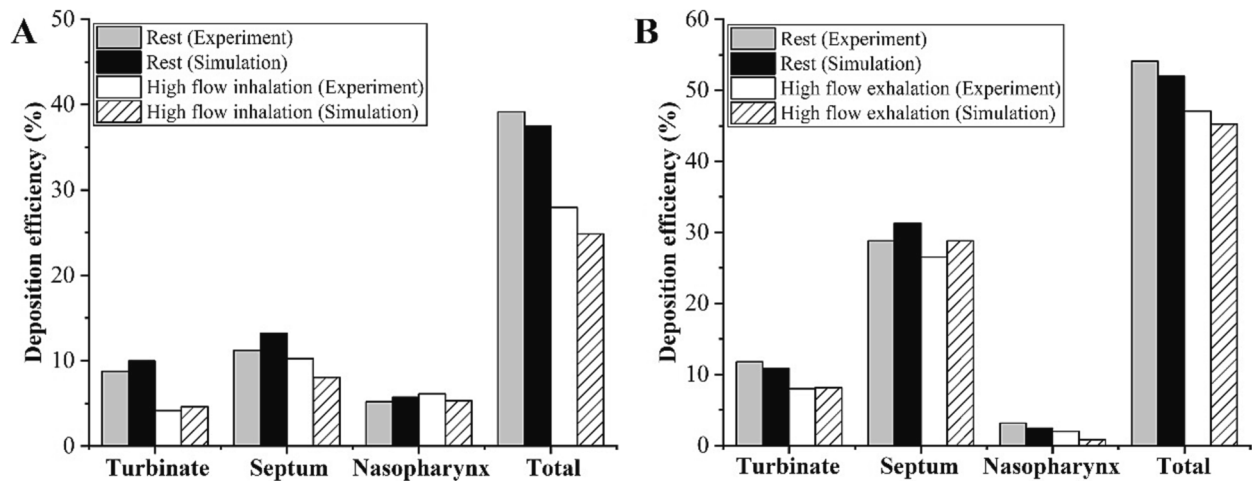 A
Deposition efficiency (%)
50
40
30
20
10
0
Rest (Experiment)
Rest (Simulation)
High flow inhalation (Experiment)
High flow inhalation (Simulation)
Turbinate Septum Nasopharynx Total
B
Deposition efficiency (%)
60
50
40
30
20
10
0
Rest (Experiment)
Rest (Simulation)
High flow exhalation (Experiment)
High flow exhalation (Simulation)
Turbinate Septum Nasopharynx Total